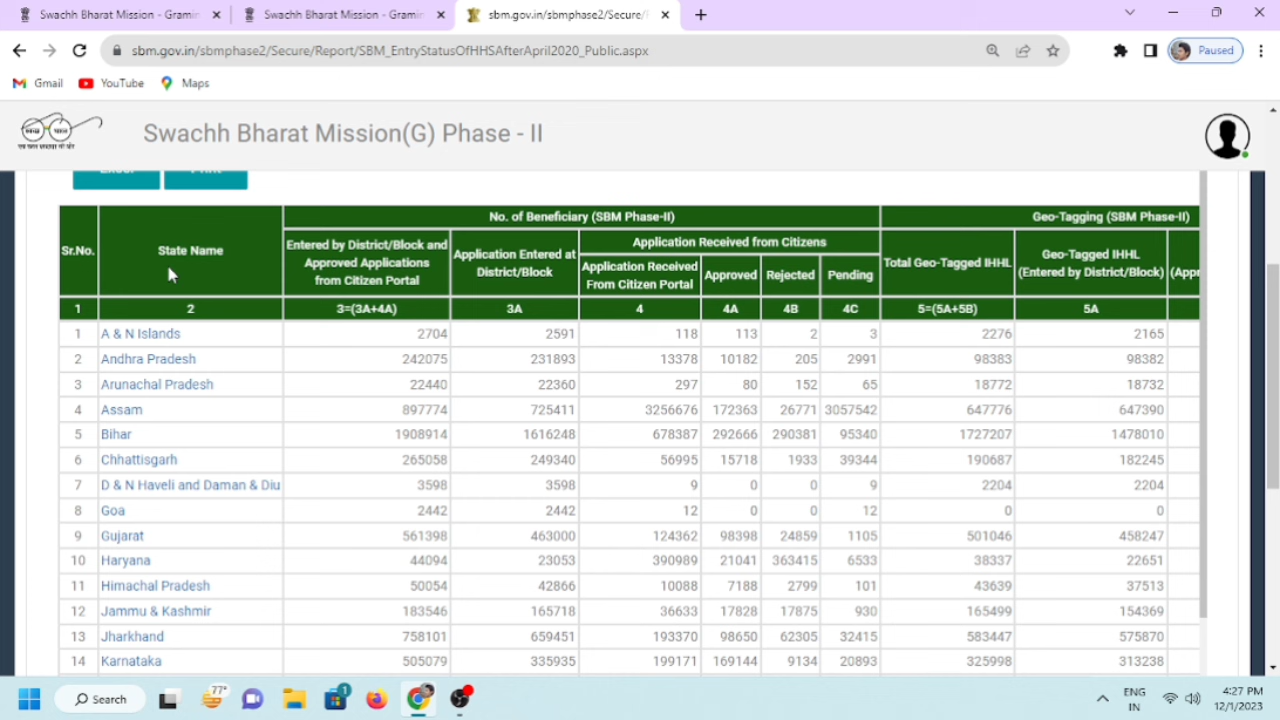 Swachh Bharat Mission - Gramin
Swachh Bharat Mission - Gramin
sbm.gov.in/sbmphase2/Secure/
sbm.gov.in/sbmphase2/Secure/Report/SBM_EntryStatusOfHHSAfterApril2020_Public.aspx
Paused
Gmail YouTube Maps
Swachh Bharat Mission(G) Phase - II
No. of Beneficiary (SBM Phase-II) Geo-Tagging (SBM Phase-II)
Sr.No. State Name
Entered by District/Block and
Approved Applications
from Citizen Portal
Application Entered at
District/Block
Application Received from Citizens
Application Received
From Citizen Portal
Approved Rejected Pending
Total Geo-Tagged IHHL
Geo-Tagged IHHL
(Entered by District/Block)
(Appr
1 2 3=(3A+4A) 3A 4 4A 4B 4C 5=(5A+5B) 5A
1 A & N Islands 2704 2591 118 113 2 3 2276 2165
2 Andhra Pradesh 242075 231893 13378 10182 205 2991 98383 98382
3 Arunachal Pradesh 22440 22360 297 80 152 65 18772 18732
4 Assam 897774 725411 3256676 172363 26771 3057542 647776 647390
5 Bihar 1908914 1616248 678387 292666 290381 95340 1727207 1478010
6 Chhattisgarh 265058 249340 56995 15718 1933 39344 190687 182245
7 D & N Haveli and Daman & Diu 3598 3598 9 0 0 9 2204 2204
8 Goa 2442 2442 12 0 0 12 0 0
9 Gujarat 561398 463000 124362 98398 24859 1105 501046 458247
10 Haryana 44094 23053 390989 21041 363415 6533 38337 22651
11 Himachal Pradesh 50054 42866 10088 7188 2799 101 43639 37513
12 Jammu & Kashmir 183546 165718 36633 17828 17875 930 165499 154369
13 Jharkhand 758101 659451 193370 98650 62305 32415 583447 575870
14 Karnataka 505079 335935 199171 169144 9134 20893 325998 313238
Search
77°
1
ENG
IN
4:27 PM
12/1/2023